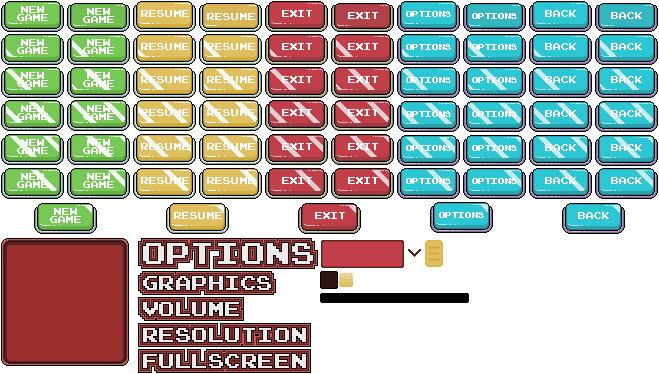 NEW GAME NEW GAME RESUME RESUME EXIT EXIT OPTIONS OPTIONS BACK BACK
NEW GAME NEW GAME RESUME RESUME EXIT EXIT OPTIONS OPTIONS BACK BACK
NEW GAME NEW GAME RESUME RESUME EXIT EXIT OPTIONS OPTIONS BACK BACK
NEW GAME NEW GAME RESUME RESUME EXIT EXIT OPTIONS OPTIONS BACK BACK
NEW GAME NEW GAME RESUME RESUME EXIT EXIT OPTIONS OPTIONS BACK BACK
NEW GAME NEW GAME RESUME RESUME EXIT EXIT OPTIONS OPTIONS BACK BACK
NEW GAME RESUME EXIT OPTIONS BACK
OPTIONS
GRAPHICS
VOLUME
RESOLUTION
FULLSCREEN